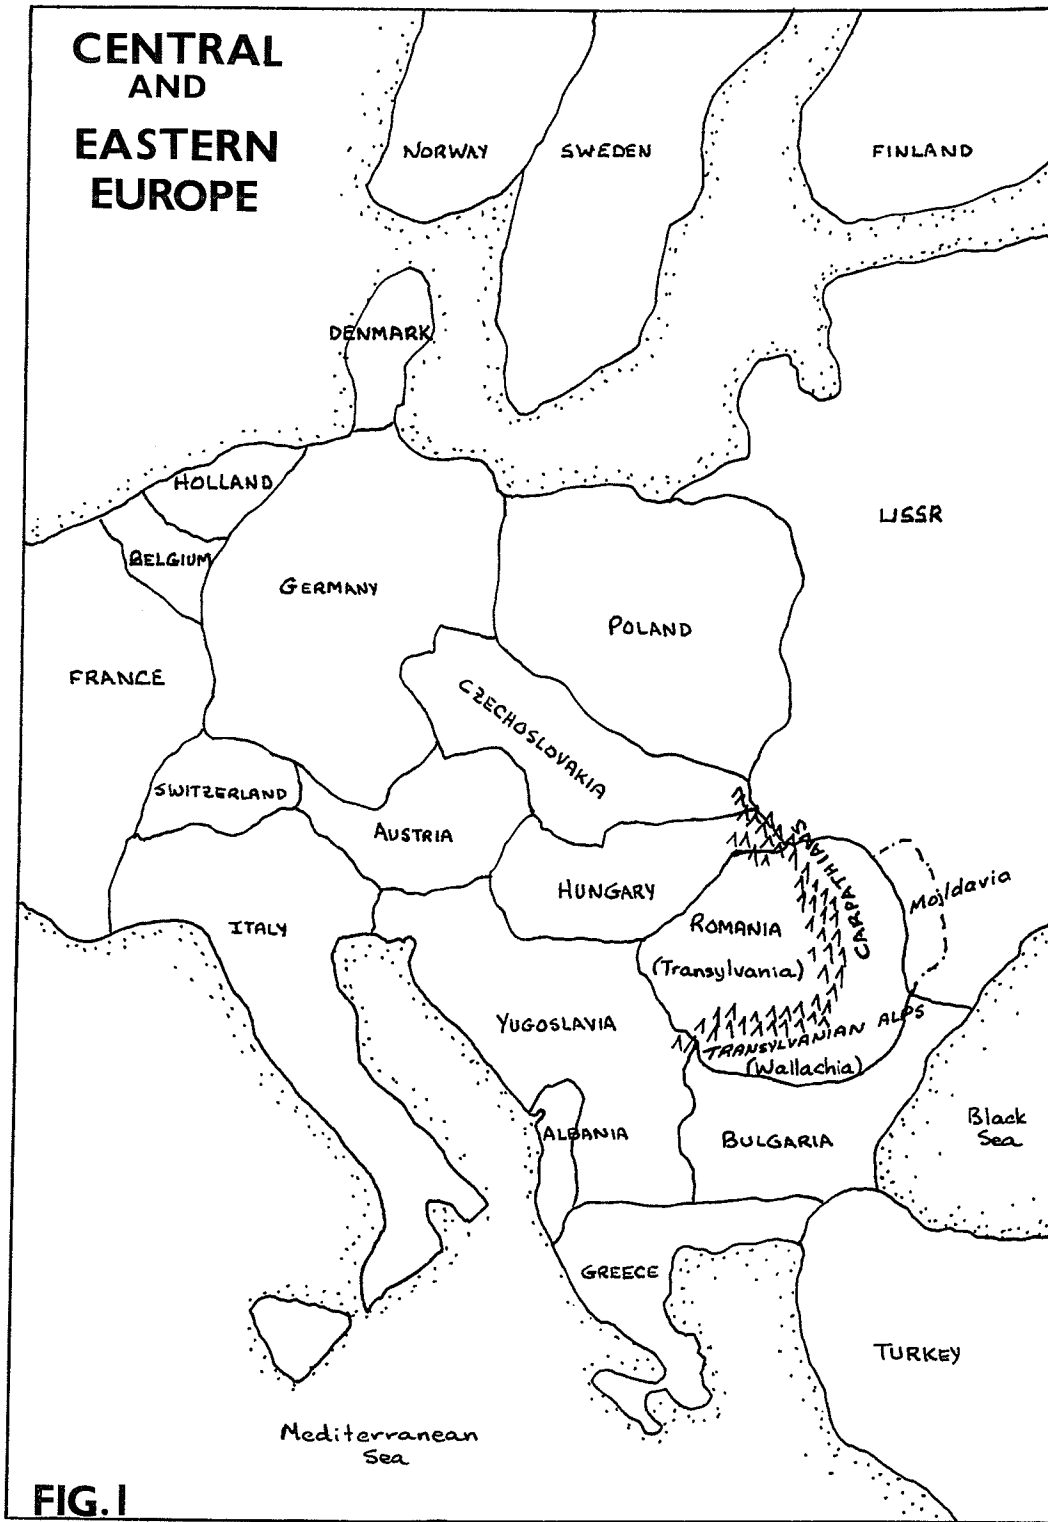 CENTRAL
AND
EASTERN
EUROPE
NORWAY
SWEDEN
FINLAND
DENMARK
HOLLAND
USSR
BELGIUM
GERMANY
POLAND
FRANCE
CZECHOSLOVAKIA
SWITZERLAND
AUSTRIA
CARPATHIANS
HUNGARY
Moldavia
ITALY
ROMANIA
(Transylvania)
YUGOSLAVIA
TRANSYLVANIAN ALPS
(Wallachia)
ALBANIA
BULGARIA
Black
Sea
GREECE
TURKEY
Mediterranean
Sea
FIG. 1